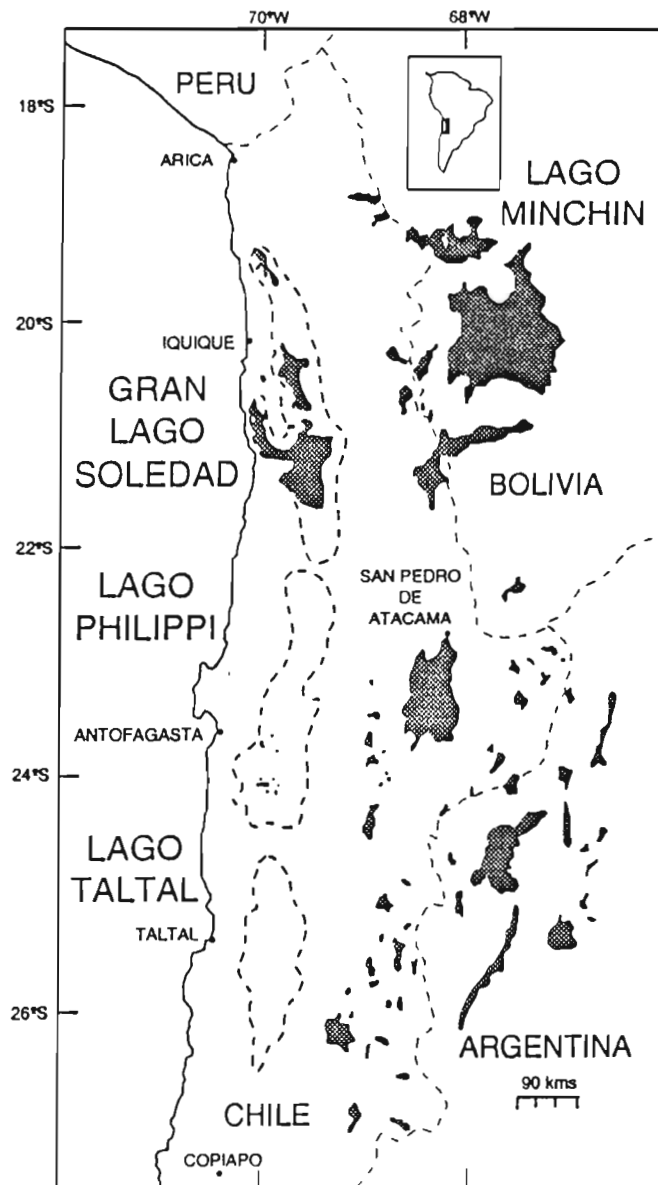 70°W 68°W
PERU
18°S
ARICA
LAGO
MINCHIN
20°S
IQUIQUE
GRAN
LAGO
SOLEDAD
BOLIVIA
22°S
LAGO
PHILIPPI
SAN PEDRO
DE
ATACAMA
ANTOFAGASTA
24°S
LAGO
TALTAL
TALTAL
26°S
ARGENTINA
90 kms
CHILE
COPIAPO